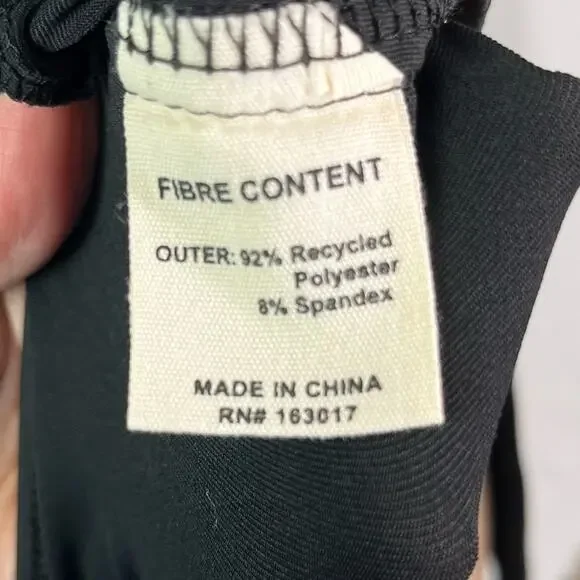 FIBRE CONTENT
OUTER: 92% Recycled
Polyester
8% Spandex
MADE IN CHINA
RN# 163017